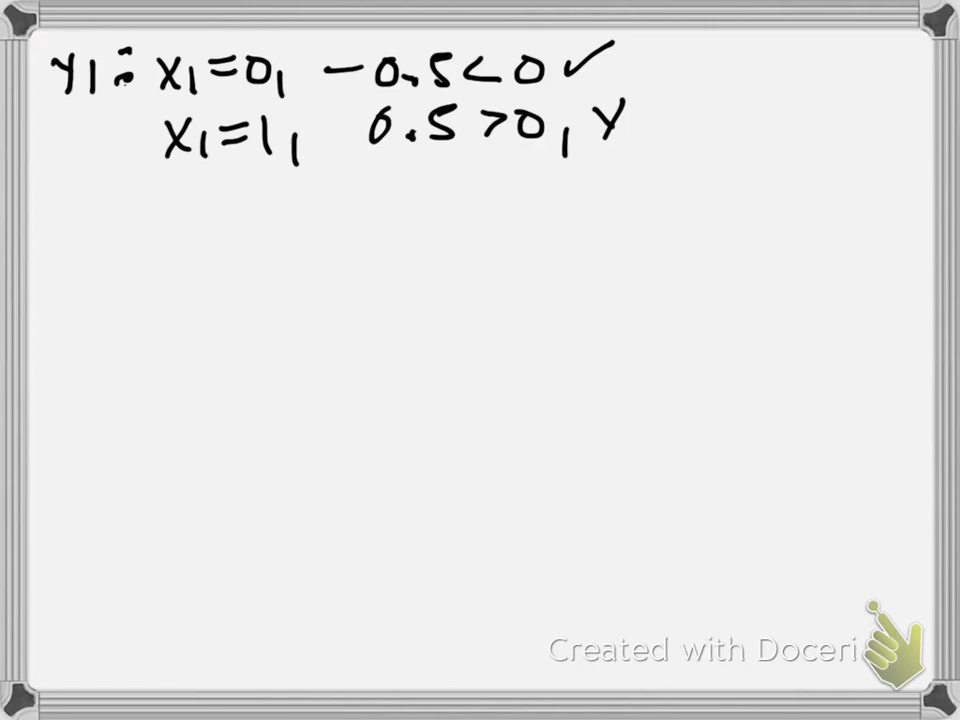 y1: x1=0, -0.5<0 ✓
x1=1, 0.5>0, Y
Created with Doceri